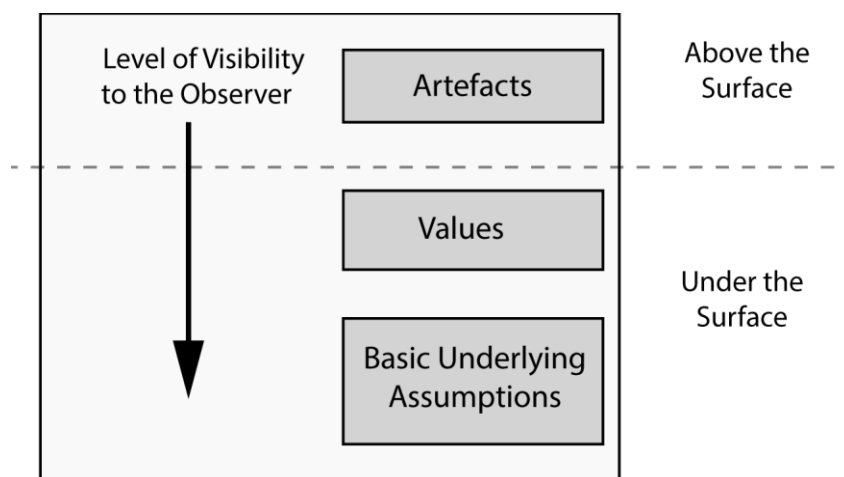 Level of Visibility
to the Observer
Artefacts
Above the
Surface
Values
Under the
Surface
Basic Underlying
Assumptions